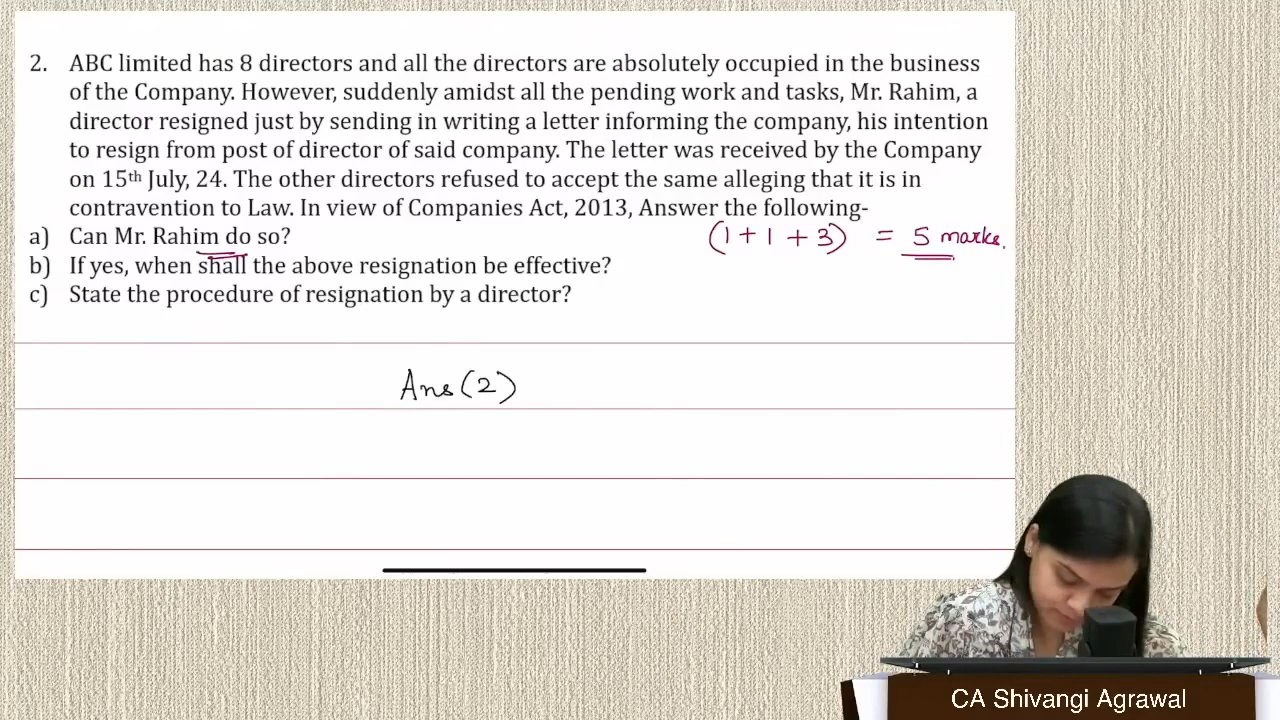 2. ABC limited has 8 directors and all the directors are absolutely occupied in the business
of the Company. However, suddenly amidst all the pending work and tasks, Mr. Rahim, a
director resigned just by sending in writing a letter informing the company, his intention
to resign from post of director of said company. The letter was received by the Company
on 15th July, 24. The other directors refused to accept the same alleging that it is in
contravention to Law. In view of Companies Act, 2013, Answer the following-
a) Can Mr. Rahim do so?
(1 + 1 + 3) = 5 marks.
b) If yes, when shall the above resignation be effective?
c) State the procedure of resignation by a director?
Ans (2)
CA Shivangi Agrawal